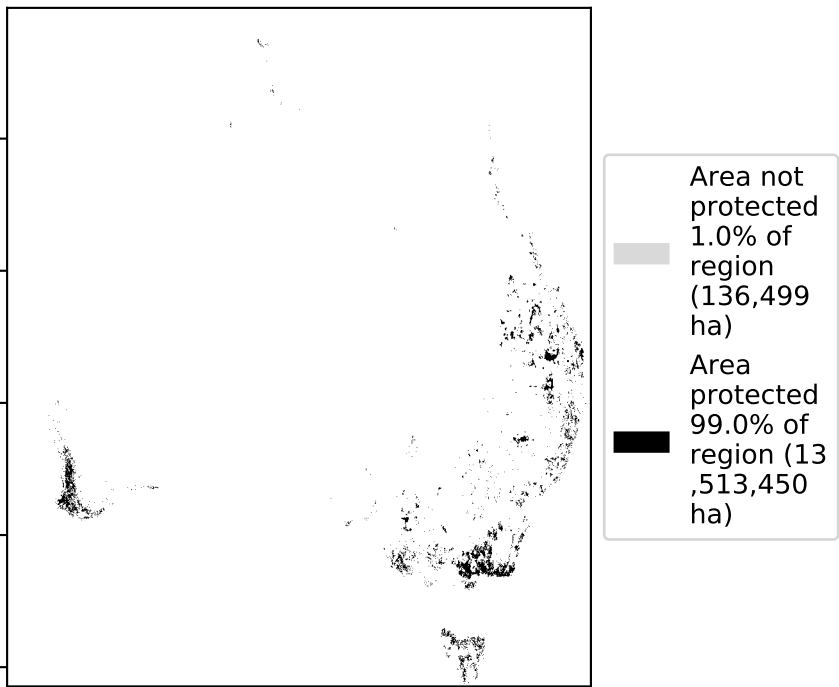 Area not
protected
1.0% of
region
(136,499
ha)
Area
protected
99.0% of
region (13
,513,450
ha)